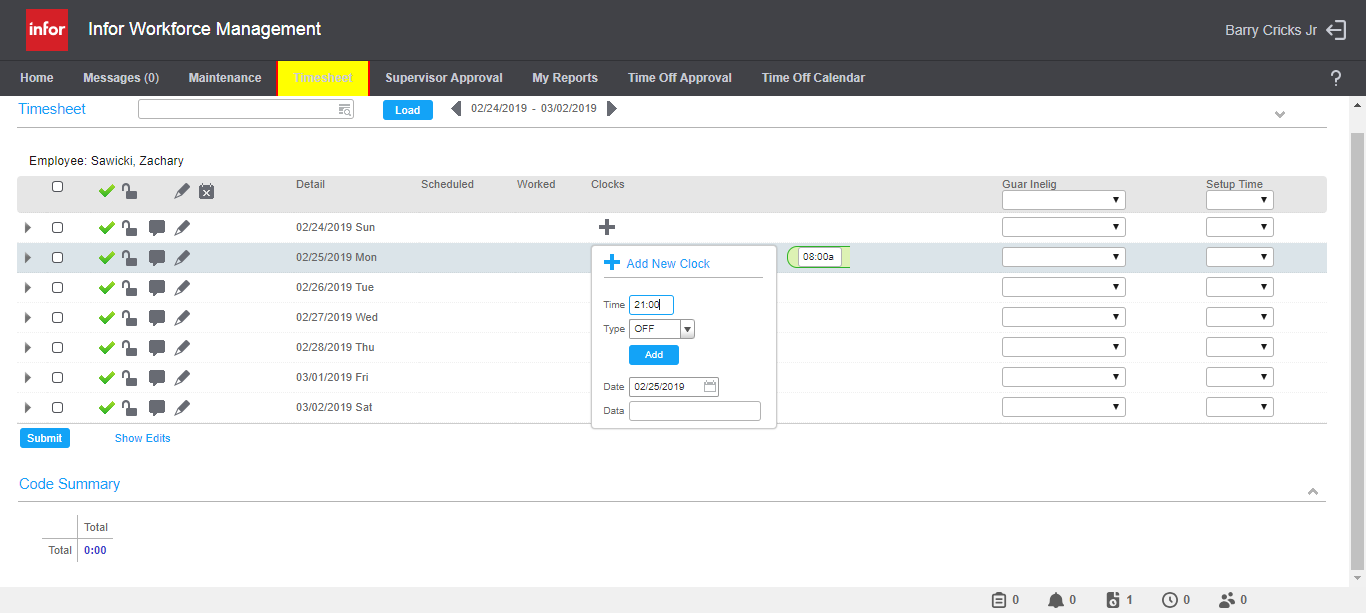 infor
Infor Workforce Management
Barry Cricks Jr
Home Messages (0) Maintenance Timesheet Supervisor Approval My Reports Time Off Approval Time Off Calendar ?
Timesheet Load 02/24/2019 - 03/02/2019
Employee: Sawicki, Zachary
Detail Scheduled Worked Clocks Guar Inelig Setup Time
02/24/2019 Sun
02/25/2019 Mon 08:00a
Add New Clock
02/26/2019 Tue
Time 21:00
02/27/2019 Wed
Type OFF
02/28/2019 Thu
Add
03/01/2019 Fri
Date 02/25/2019
03/02/2019 Sat
Data
Submit Show Edits
Code Summary
Total
Total 0:00
0 0 1 0 0